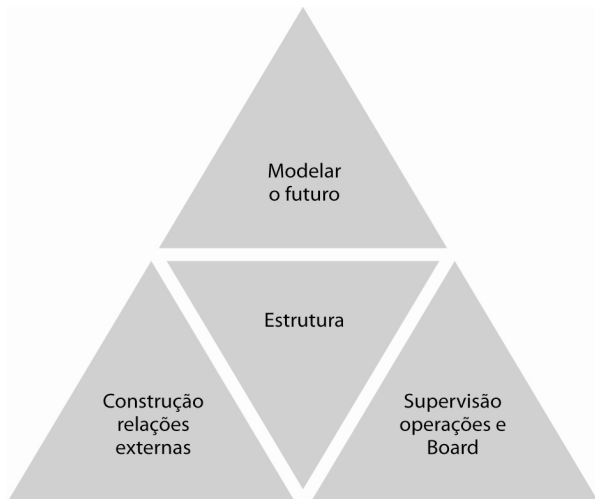 Modelar
o futuro
Estrutura
Construção
relações
externas
Supervisão
operações e
Board